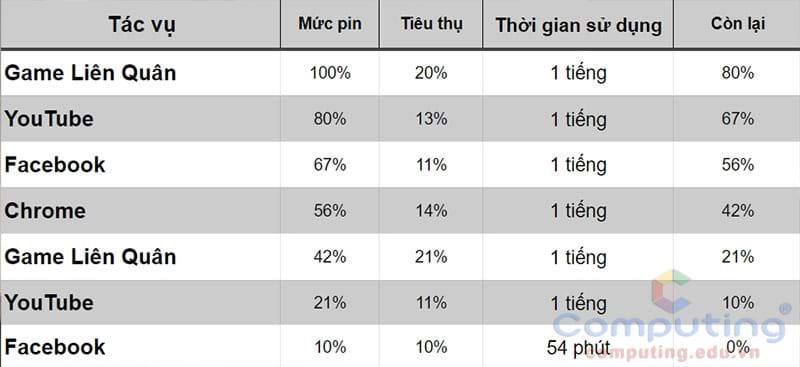 Tác vụ Mức pin Tiêu thụ Thời gian sử dụng Còn lại
Game Liên Quân 100% 20% 1 tiếng 80%
YouTube 80% 13% 1 tiếng 67%
Facebook 67% 11% 1 tiếng 56%
Chrome 56% 14% 1 tiếng 42%
Game Liên Quân 42% 21% 1 tiếng 21%
YouTube 21% 11% 1 tiếng 10%
Facebook 10% 10% 54 phút 0%
Computing®
computing.edu.vn